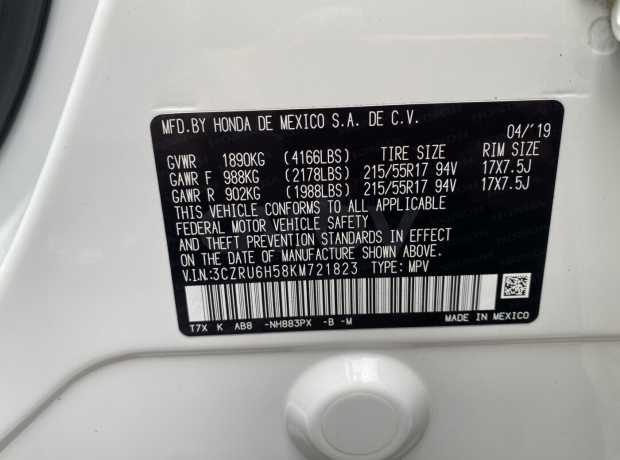 MFD.BY HONDA DE MEXICO S.A. DE C.V. 04/'19
GVWR 1890KG (4166LBS) TIRE SIZE RIM SIZE
GAWR F 988KG (2178LBS) 215/55R17 94V 17X7.5J
GAWR R 902KG (1988LBS) 215/55R17 94V 17X7.5J
THIS VEHICLE CONFORMS TO ALL APPLICABLE
FEDERAL MOTOR VEHICLE SAFETY
AND THEFT PREVENTION STANDARDS IN EFFECT
ON THE DATE OF MANUFACTURE SHOWN ABOVE.
V.I.N:3CZRU6H58KM721823 TYPE: MPV
T7X K AB8 -NH883PX -B -M MADE IN MEXICO